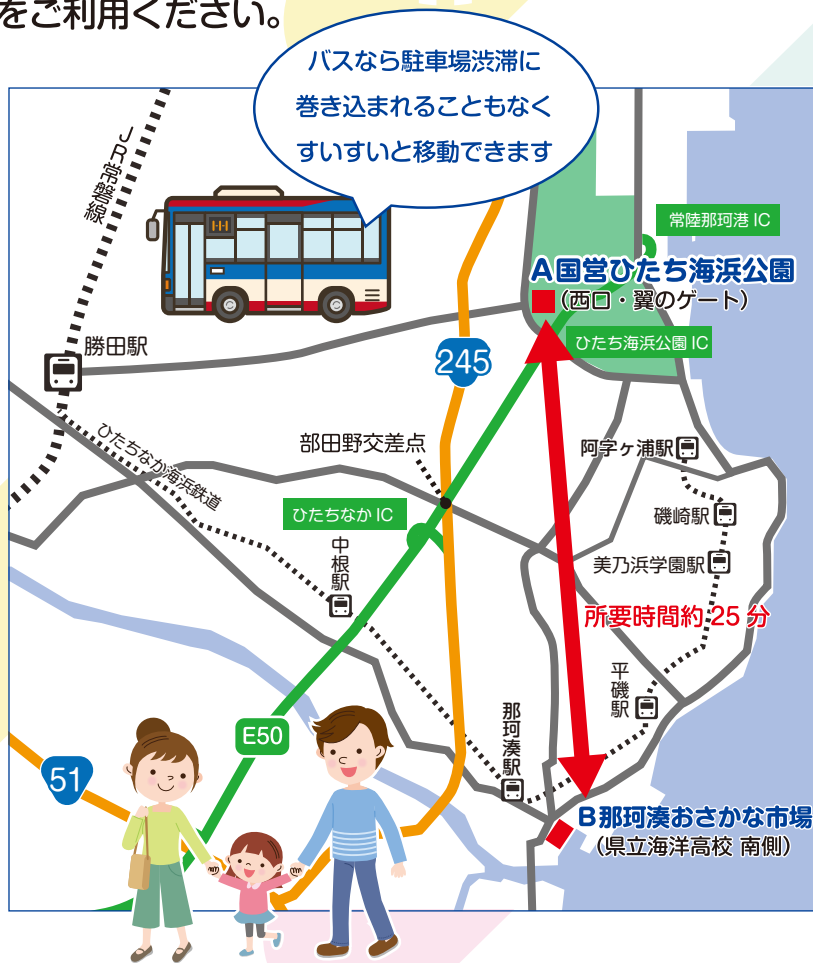 をご利用ください。
バスなら駐車場渋滞に
巻き込まれることもなく
すいすいと移動できます
JR常磐線
常陸那珂港 IC
A国営ひたち海浜公園
(西口・翼のゲート)
ひたち海浜公園 IC
勝田駅
245
ひたちなか海浜鉄道
部田野交差点
阿字ヶ浦駅
ひたちなか IC
磯崎駅
中根駅
美乃浜学園駅
所要時間約 25 分
平磯駅
那珂湊駅
E50
51
B那珂湊おさかな市場
(県立海洋高校 南側)